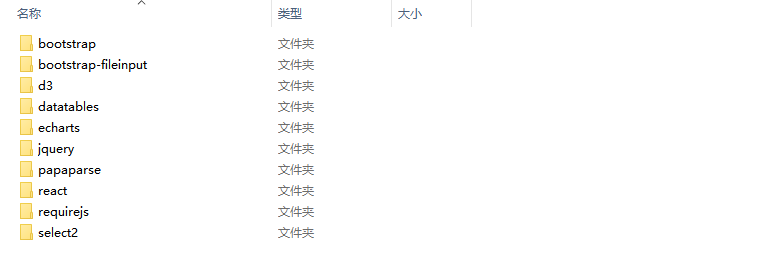 名称 类型 大小
bootstrap 文件夹
bootstrap-fileinput 文件夹
d3 文件夹
datatables 文件夹
echarts 文件夹
jquery 文件夹
papaparse 文件夹
react 文件夹
requirejs 文件夹
select2 文件夹